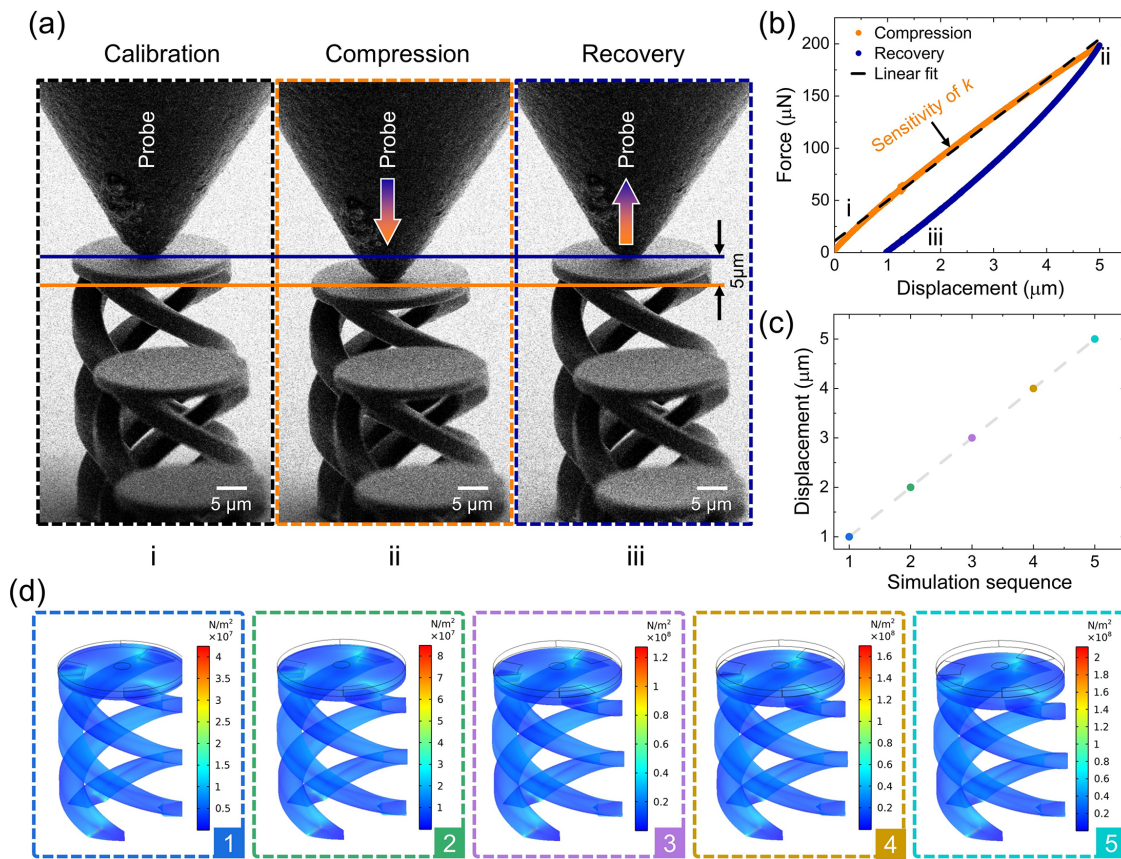 (a)
Calibration
Compression
Recovery
Probe
Probe
Probe
5μm
5 μm
5 μm
5 μm
i
ii
iii
(b)
Compression
Recovery
Linear fit
Sensitivity of k
i
ii
iii
200
150
100
50
0
Force (μN)
0 1 2 3 4 5
Displacement (μm)
(c)
5
4
3
2
1
Displacement (μm)
1 2 3 4 5
Simulation sequence
(d)
N/m²
×10⁷
4
3.5
3
2.5
2
1.5
1
0.5
1
N/m²
×10⁷
8
7
6
5
4
3
2
1
2
N/m²
×10⁸
1.2
1
0.8
0.6
0.4
0.2
3
N/m²
×10⁸
1.6
1.4
1.2
1
0.8
0.6
0.4
0.2
4
N/m²
×10⁸
2
1.8
1.6
1.4
1.2
1
0.8
0.6
0.4
0.2
5